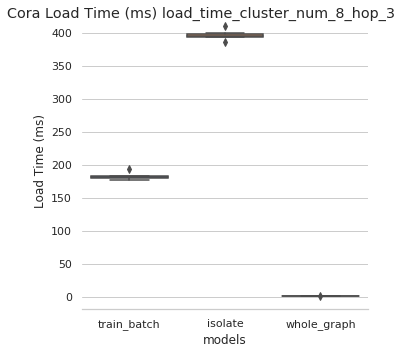 Cora Load Time (ms) load_time_cluster_num_8_hop_3
400
350
300
250
200
150
100
50
0
Load Time (ms)
train_batch
isolate
whole_graph
models